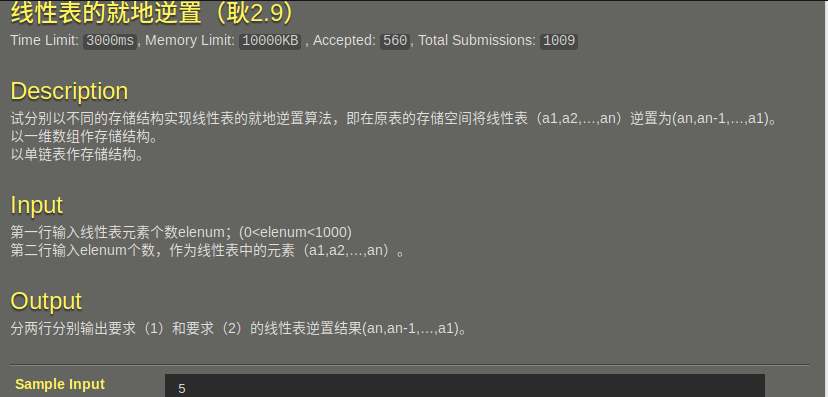 线性表的就地逆置（耿2.9）
Time Limit: 3000ms, Memory Limit: 10000KB , Accepted: 560, Total Submissions: 1009
Description
试分别以不同的存储结构实现线性表的就地逆置算法，即在原表的存储空间将线性表（a1,a2,…,an）逆置为(an,an-1,…,a1)。
以一维数组作存储结构。
以单链表作存储结构。
Input
第一行输入线性表元素个数elenum；(0<elenum<1000)
第二行输入elenum个数，作为线性表中的元素（a1,a2,…,an）。
Output
分两行分别输出要求（1）和要求（2）的线性表逆置结果(an,an-1,…,a1)。
Sample Input
5